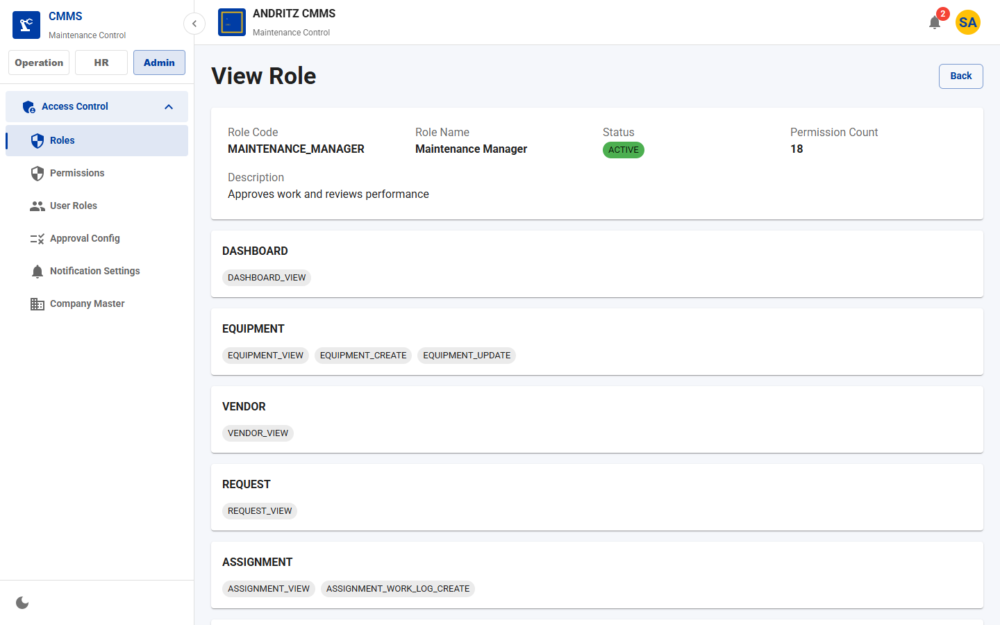 CMMS
Maintenance Control
Operation
HR
Admin
Access Control
Roles
Permissions
User Roles
Approval Config
Notification Settings
Company Master
ANDRITZ CMMS
Maintenance Control
2
SA
View Role
Back
Role Code
MAINTENANCE_MANAGER
Role Name
Maintenance Manager
Status
ACTIVE
Permission Count
18
Description
Approves work and reviews performance
DASHBOARD
DASHBOARD_VIEW
EQUIPMENT
EQUIPMENT_VIEW EQUIPMENT_CREATE EQUIPMENT_UPDATE
VENDOR
VENDOR_VIEW
REQUEST
REQUEST_VIEW
ASSIGNMENT
ASSIGNMENT_VIEW ASSIGNMENT_WORK_LOG_CREATE